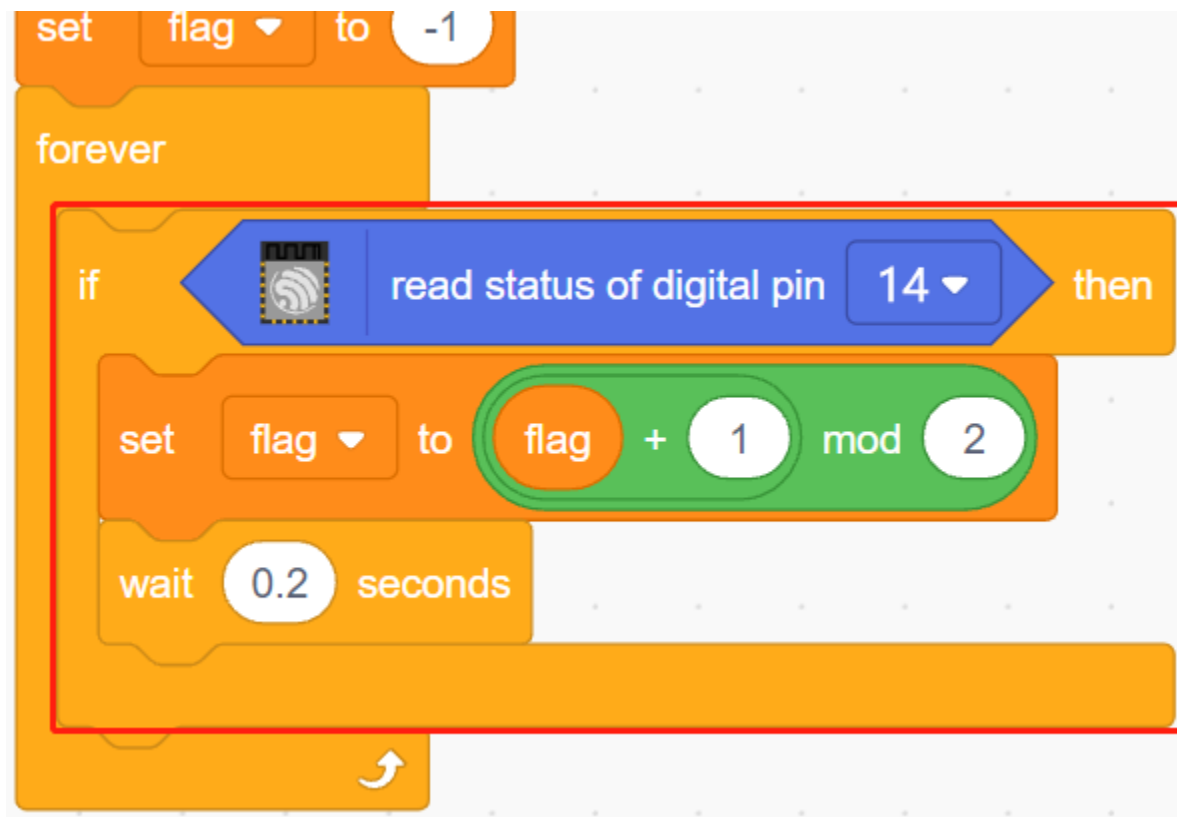 set flag to -1
forever
if read status of digital pin 14 then
set flag to flag + 1 mod 2
wait 0.2 seconds